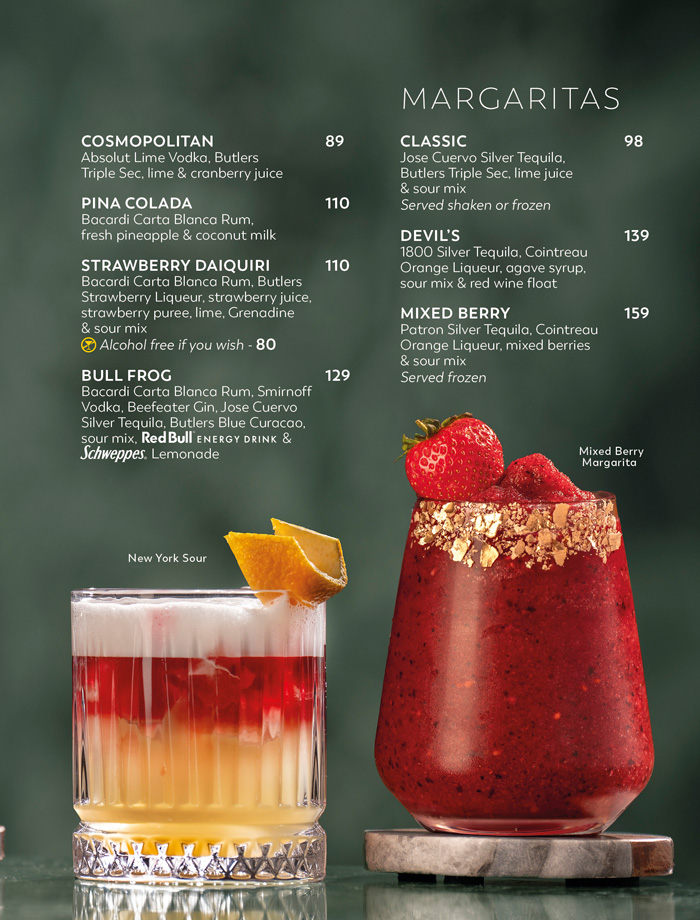 COSMOPOLITAN 89
Absolut Lime Vodka, Butlers
Triple Sec, lime & cranberry juice
PINA COLADA 110
Bacardi Carta Blanca Rum,
fresh pineapple & coconut milk
STRAWBERRY DAIQUIRI 110
Bacardi Carta Blanca Rum, Butlers
Strawberry Liqueur, strawberry juice,
strawberry puree, lime, Grenadine
& sour mix
Alcohol free if you wish - 80
BULL FROG 129
Bacardi Carta Blanca Rum, Smirnoff
Vodka, Beefeater Gin, Jose Cuervo
Silver Tequila, Butlers Blue Curacao,
sour mix, Red Bull ENERGY DRINK &
Schweppes. Lemonade
New York Sour
MARGARITAS
CLASSIC 98
Jose Cuervo Silver Tequila,
Butlers Triple Sec, lime juice
& sour mix
Served shaken or frozen
DEVIL'S 139
1800 Silver Tequila, Cointreau
Orange Liqueur, agave syrup,
sour mix & red wine float
MIXED BERRY 159
Patron Silver Tequila, Cointreau
Orange Liqueur, mixed berries
& sour mix
Served frozen
Mixed Berry
Margarita